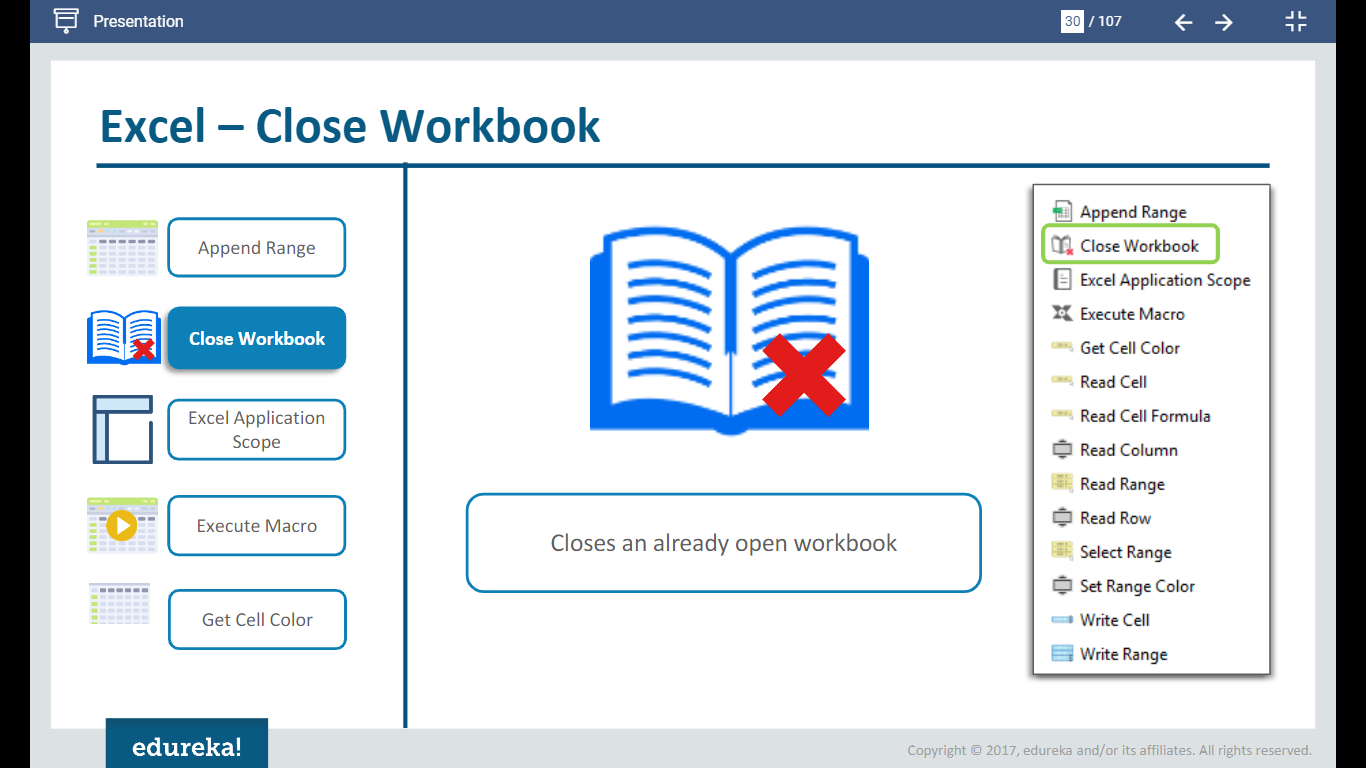 Presentation
30 / 107
Excel – Close Workbook
Append Range
Close Workbook
Excel Application
Scope
Execute Macro
Get Cell Color
Closes an already open workbook
Append Range
Close Workbook
Excel Application Scope
Execute Macro
Get Cell Color
Read Cell
Read Cell Formula
Read Column
Read Range
Read Row
Select Range
Set Range Color
Write Cell
Write Range
edureka!
Copyright © 2017, edureka and/or its affiliates. All rights reserved.